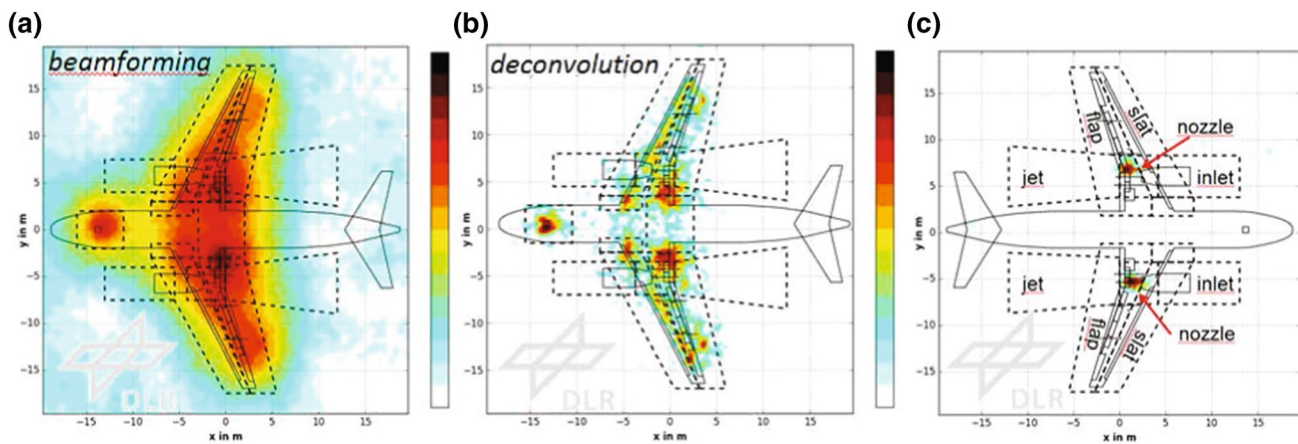 (a)
beamforming
y in m
15
10
5
0
−5
−10
−15
−15 −10 −5 0 5 10 15
x in m
DLR
(b)
deconvolution
y in m
15
10
5
0
−5
−10
−15
−15 −10 −5 0 5 10 15
x in m
DLR
(c)
y in m
15
10
5
0
−5
−10
−15
flap
slat
nozzle
jet
inlet
jet
inlet
flap
slat
nozzle
−15 −10 −5 0 5 10 15
x in m
DLR